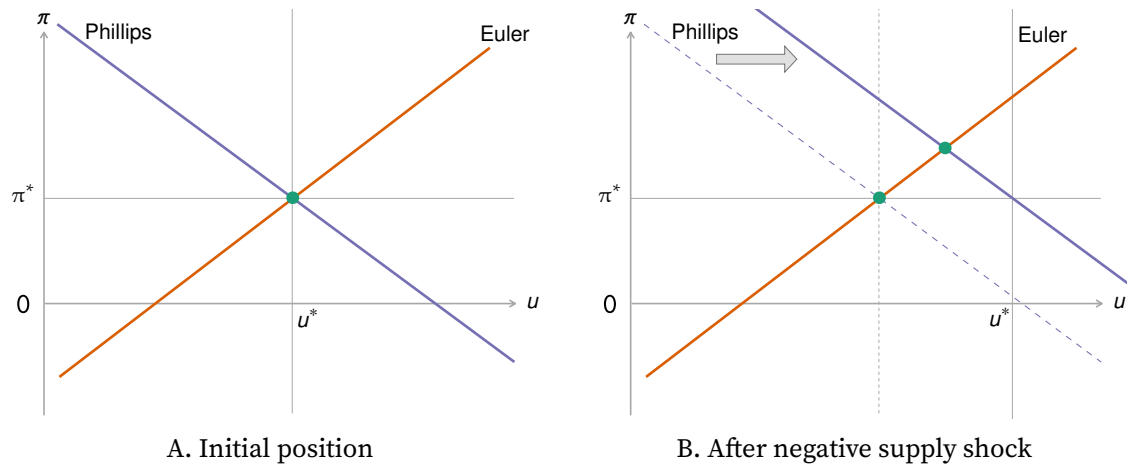 π
Phillips
Euler
π*
0
u
u*
A. Initial position
π
Phillips
Euler
π*
0
u
u*
B. After negative supply shock